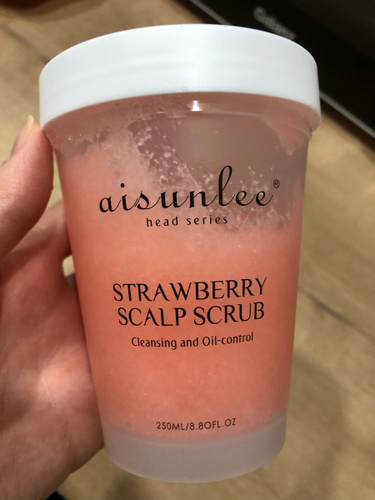 aisunlee®
head series
STRAWBERRY
SCALP SCRUB
Cleansing and Oil-control
250ML/8.8OFL OZ